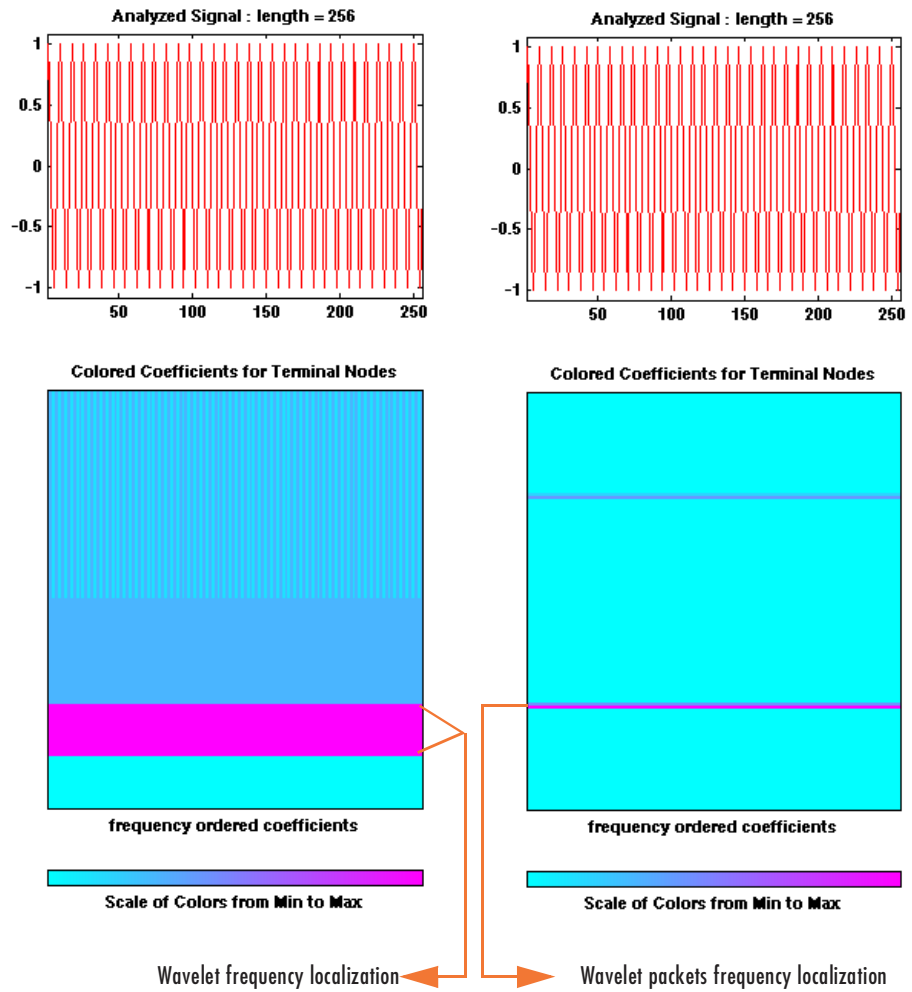 Analyzed Signal : length = 256
1
0.5
0
−0.5
−1
50 100 150 200 250
Colored Coefficients for Terminal Nodes
frequency ordered coefficients
Scale of Colors from Min to Max
Wavelet frequency localization
Analyzed Signal : length = 256
1
0.5
0
−0.5
−1
50 100 150 200 250
Colored Coefficients for Terminal Nodes
frequency ordered coefficients
Scale of Colors from Min to Max
Wavelet packets frequency localization